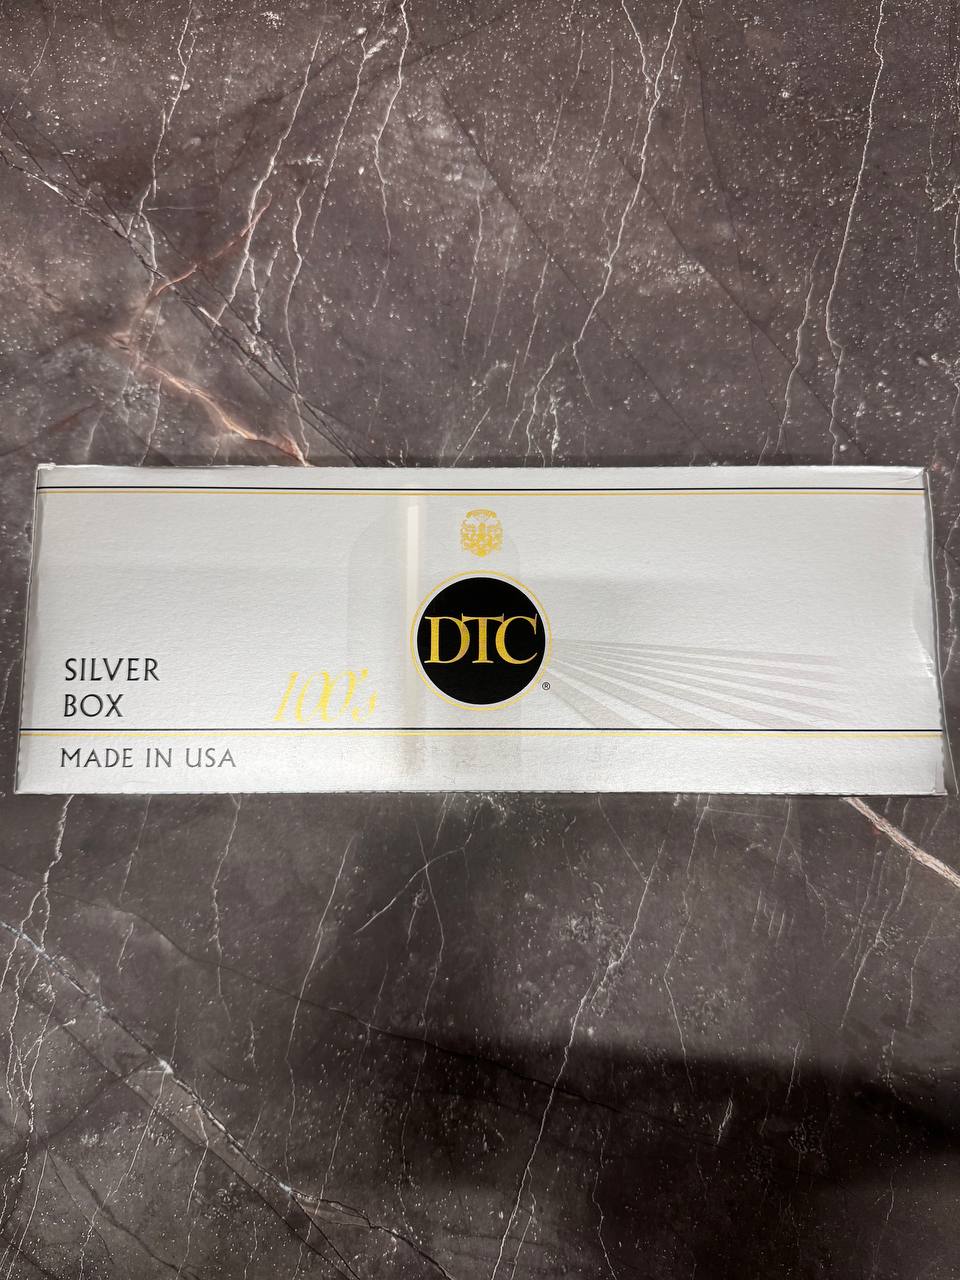 DTC
®
SILVER
BOX
100's
MADE IN USA